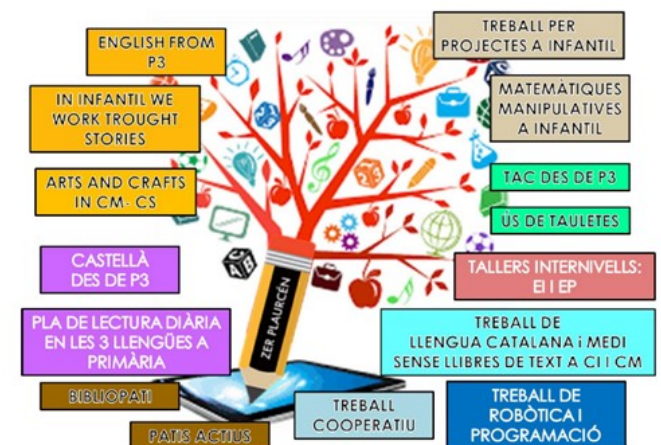 ENGLISH FROM
P3
IN INFANTIL WE
WORK TROUGHT
STORIES
ARTS AND CRAFTS
IN CM- CS
CASTELLÀ
DES DE P3
PLA DE LECTURA DIÀRIA
EN LES 3 LLENGÜES A
PRIMÀRIA
BIBLIOPATI
PATIS ACTIUS
TREBALL PER
PROJECTES A INFANTIL
MATEMÀTIQUES
MANIPULATIVES
A INFANTIL
TAC DES DE P3
ÚS DE TAULETES
TALLERS INTERNIVELLS:
EI I EP
TREBALL DE
LLENGUA CATALANA i MEDI
SENSE LLIBRES DE TEXT A CI I CM
TREBALL
COOPERATIU
TREBALL DE
ROBÒTICA I
PROGRAMACIÓ
ZER PLAURCÉN
A
B
C